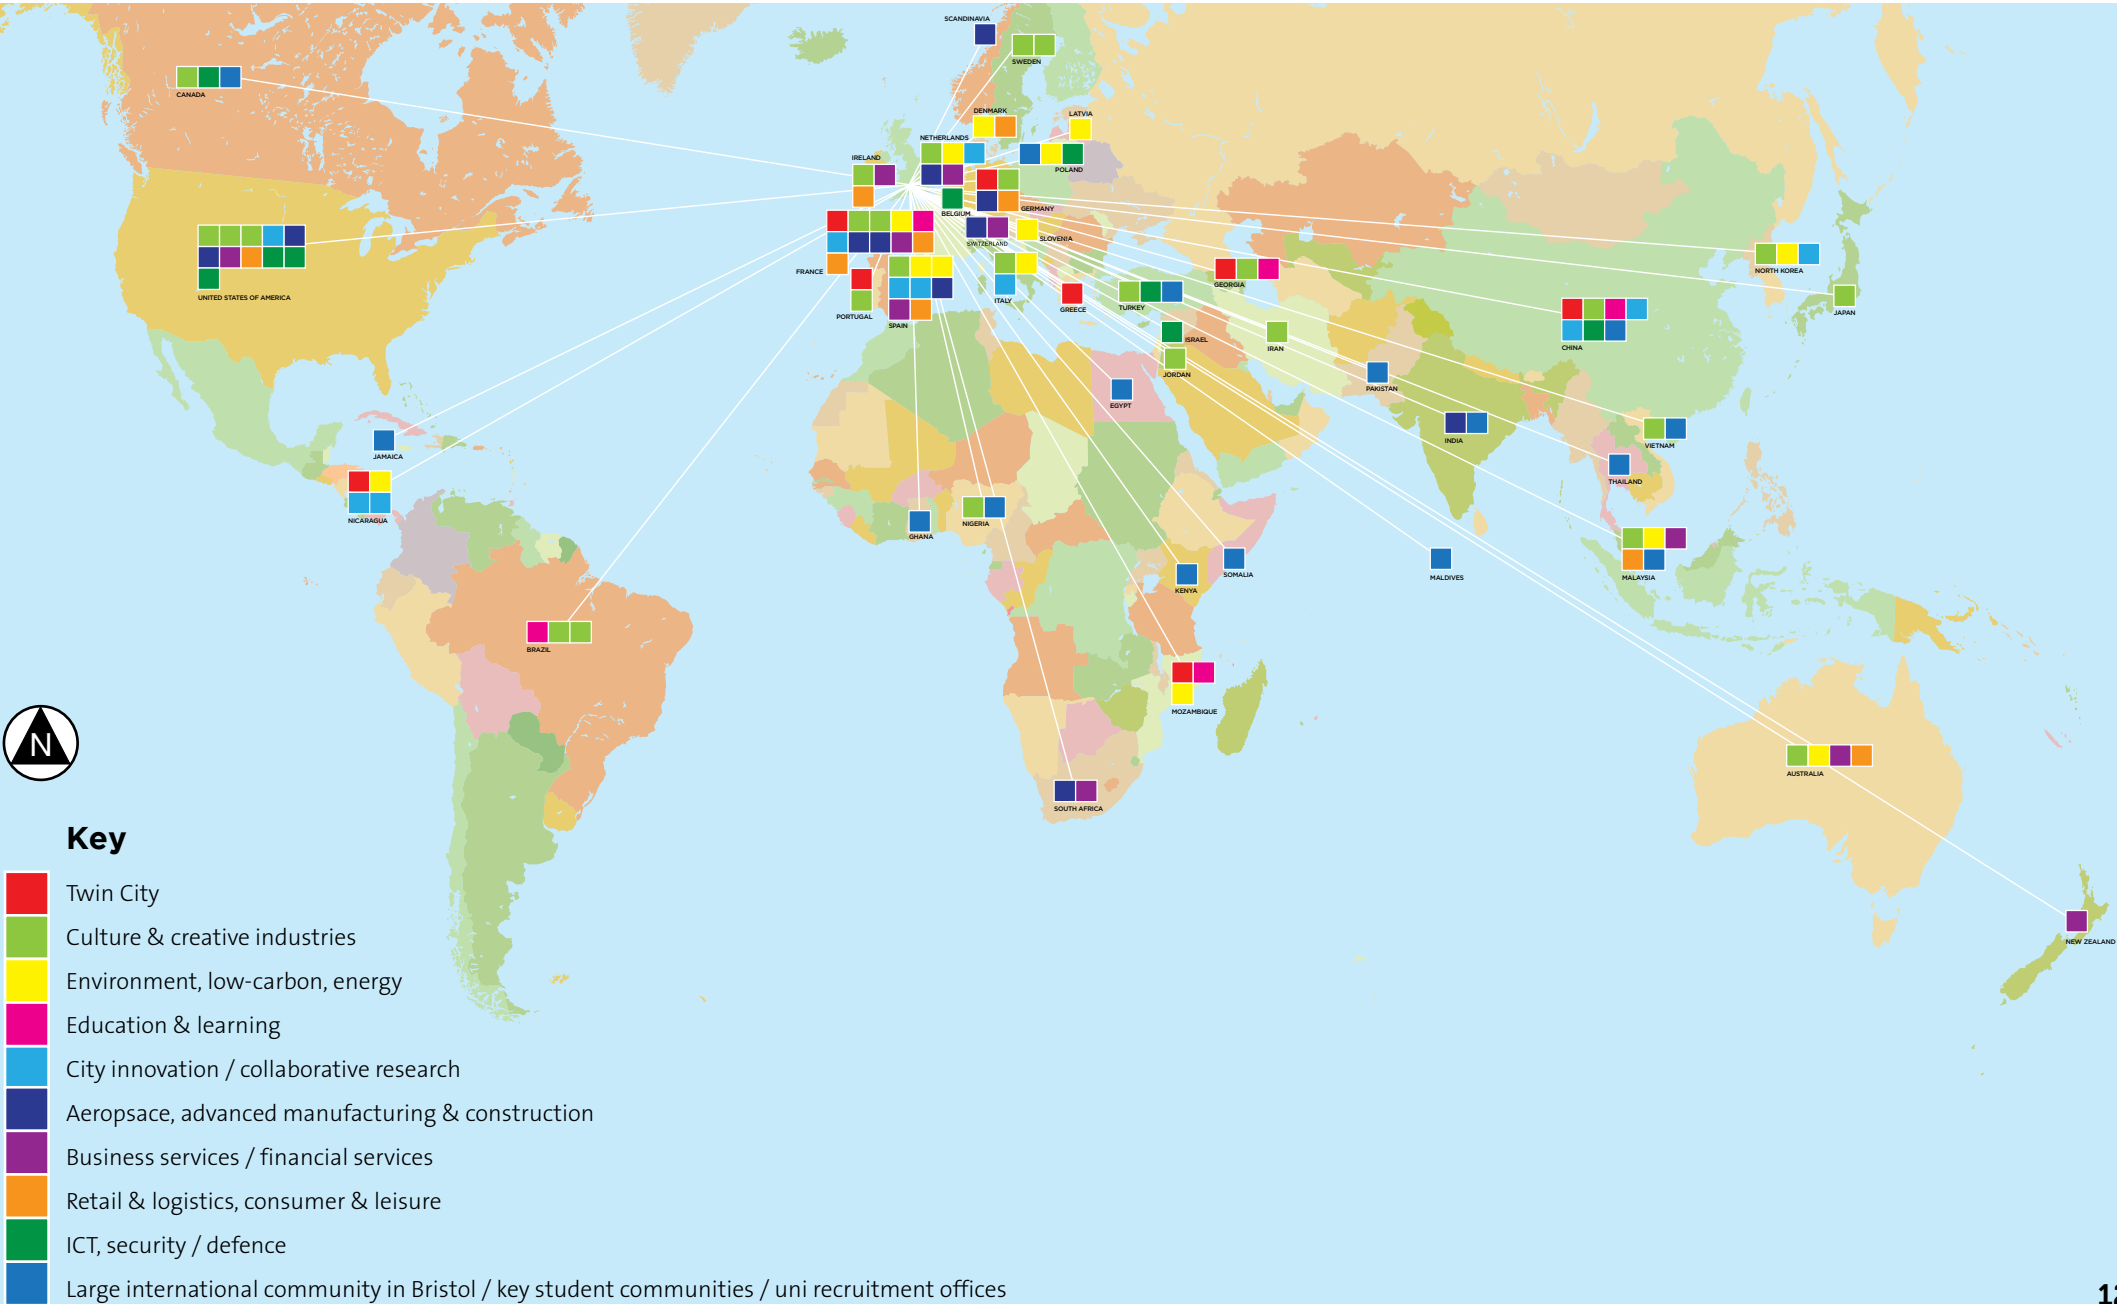 SCANDINAVIA
SWEDEN
CANADA
DENMARK
LATVIA
NETHERLANDS
IRELAND
POLAND
BELGIUM
GERMANY
SWITZERLAND
SLOVENIA
FRANCE
UNITED STATES OF AMERICA
PORTUGAL
SPAIN
ITALY
GREECE
TURKEY
GEORGIA
NORTH KOREA
JAPAN
CHINA
ISRAEL
IRAN
JORDAN
PAKISTAN
EGYPT
INDIA
VIETNAM
JAMAICA
THAILAND
NICARAGUA
NIGERIA
GHANA
SOMALIA
KENYA
MALDIVES
MALAYSIA
BRAZIL
MOZAMBIQUE
N
AUSTRALIA
SOUTH AFRICA
NEW ZEALAND
Key
Twin City
Culture & creative industries
Environment, low-carbon, energy
Education & learning
City innovation / collaborative research
Aeropsace, advanced manufacturing & construction
Business services / financial services
Retail & logistics, consumer & leisure
ICT, security / defence
Large international community in Bristol / key student communities / uni recruitment offices